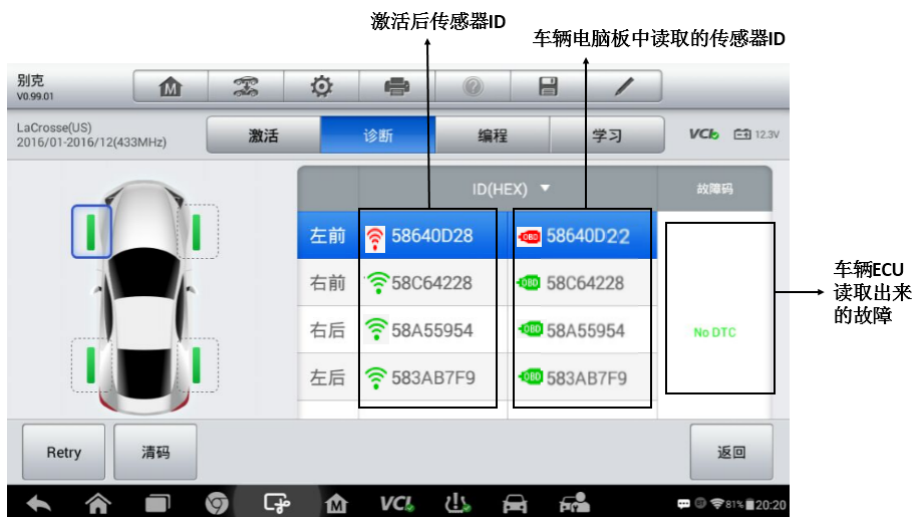 激活后传感器ID
车辆电脑板中读取的传感器ID
别克
V0.99.01
M
LaCrosse(US)
2016/01-2016/12(433MHz)
激活
诊断
编程
学习
VCI
12.3V
ID(HEX) ▼
故障码
左前 58640D28 OBD 58640D22
右前 58C64228 OBD 58C64228
右后 58A55954 OBD 58A55954
左后 583AB7F9 OBD 583AB7F9
No DTC
车辆ECU
读取出来
的故障
Retry
清码
返回
M
VCI
81%
20:20